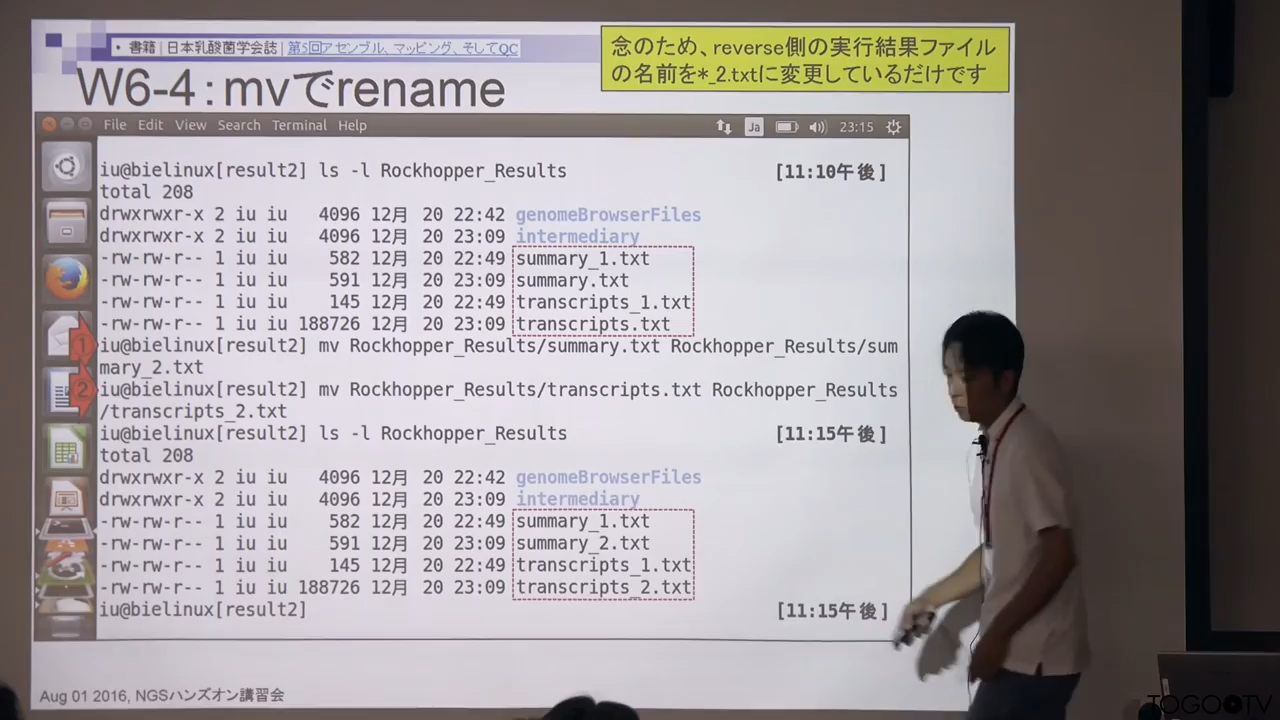 • 書籍 | 日本乳酸菌学会誌 | 第5回アセンブル、マッピング、そしてQC
念のため、reverse側の実行結果ファイル
の名前を*_2.txtに変更しているだけです
W6-4：mvでrename
File Edit View Search Terminal Help Ja 23:15
iu@bielinux[result2] ls -l Rockhopper_Results [11:10午後]
total 208
drwxrwxr-x 2 iu iu 4096 12月 20 22:42 genomeBrowserFiles
drwxrwxr-x 2 iu iu 4096 12月 20 23:09 intermediary
-rw-rw-r-- 1 iu iu 582 12月 20 22:49 summary_1.txt
-rw-rw-r-- 1 iu iu 591 12月 20 23:09 summary.txt
-rw-rw-r-- 1 iu iu 145 12月 20 22:49 transcripts_1.txt
-rw-rw-r-- 1 iu iu 188726 12月 20 23:09 transcripts.txt
① iu@bielinux[result2] mv Rockhopper_Results/summary.txt Rockhopper_Results/sum
mary_2.txt
② iu@bielinux[result2] mv Rockhopper_Results/transcripts.txt Rockhopper_Results
/transcripts_2.txt
iu@bielinux[result2] ls -l Rockhopper_Results [11:15午後]
total 208
drwxrwxr-x 2 iu iu 4096 12月 20 22:42 genomeBrowserFiles
drwxrwxr-x 2 iu iu 4096 12月 20 23:09 intermediary
-rw-rw-r-- 1 iu iu 582 12月 20 22:49 summary_1.txt
-rw-rw-r-- 1 iu iu 591 12月 20 23:09 summary_2.txt
-rw-rw-r-- 1 iu iu 145 12月 20 22:49 transcripts_1.txt
-rw-rw-r-- 1 iu iu 188726 12月 20 23:09 transcripts_2.txt
iu@bielinux[result2] [11:15午後]
Aug 01 2016, NGSハンズオン講習会
TOGOTV